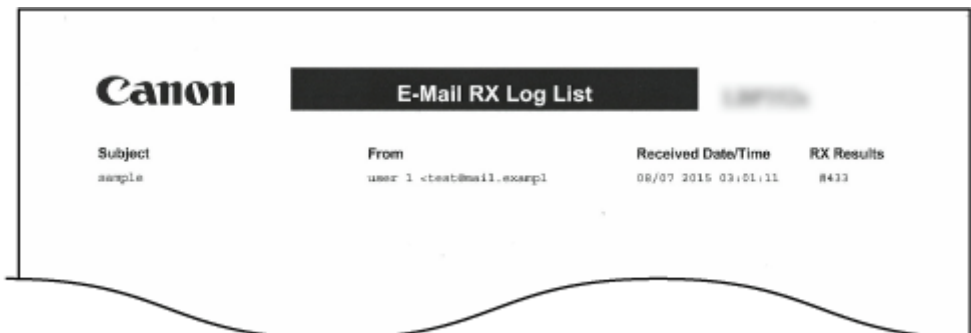 Canon
E-Mail RX Log List
Subject From Received Date/Time RX Results
sample user 1 <test@mail.exampl 08/07 2015 03:01:11 #433